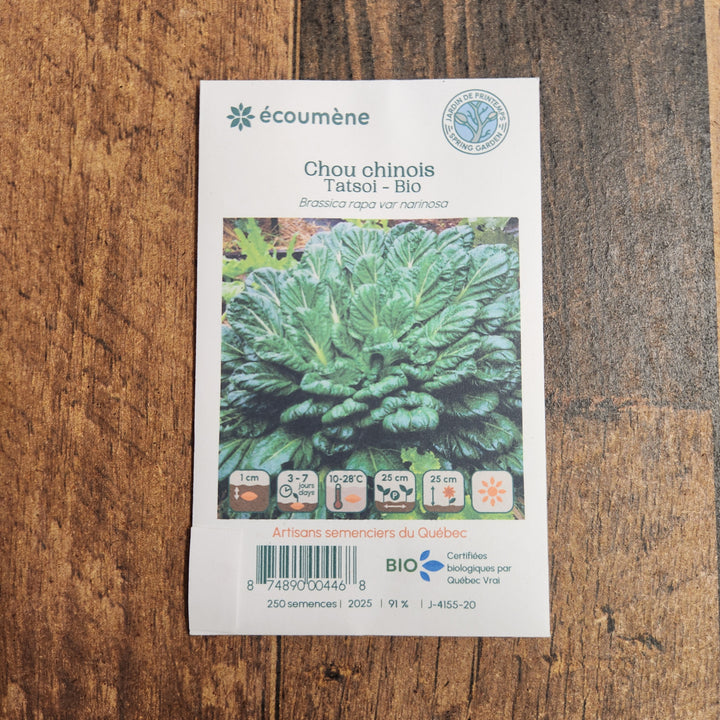 écoumène
JARDIN DE PRINTEMPS
SPRING GARDEN
Chou chinois
Tatsoi - Bio
Brassica rapa var narinosa
1 cm
3 - 7
jours
days
10-28°C
25 cm
P
25 cm
Artisans semenciers du Québec
8 74890 00446 8
BIO
Certifiées
biologiques par
Québec Vrai
250 semences | 2025 | 91 % | J-4155-20